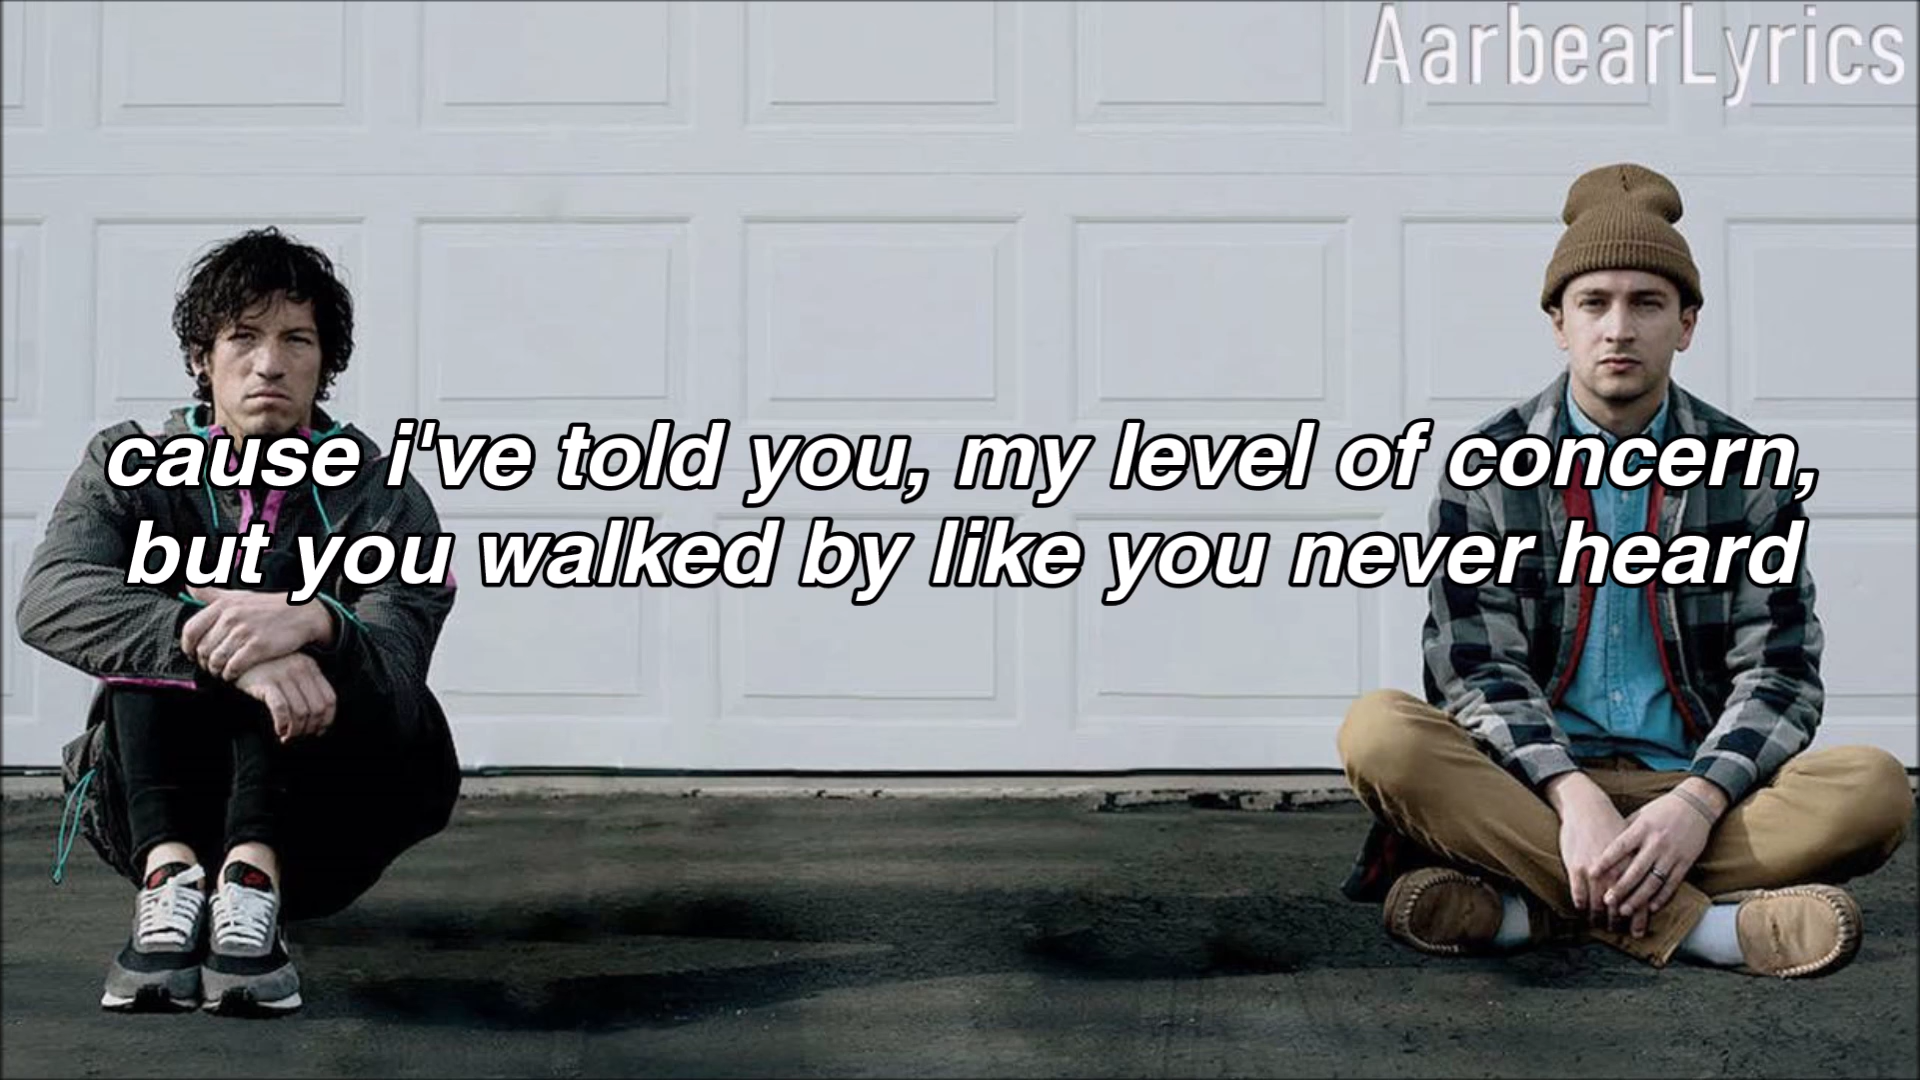 AarbearLyrics
cause i've told you, my level of concern,
but you walked by like you never heard